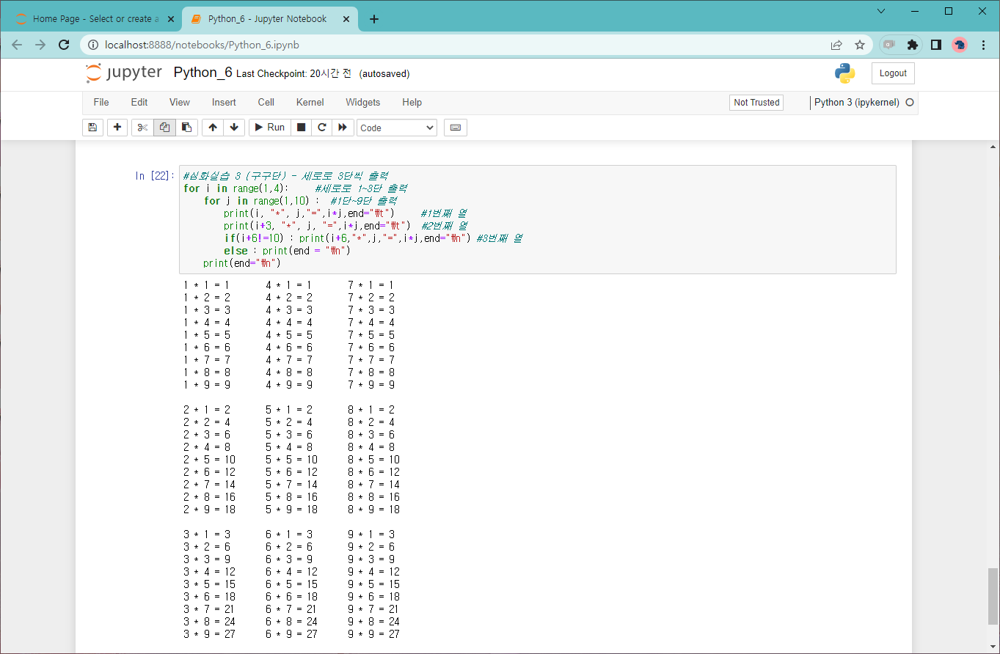 Home Page - Select or create a
Python_6 - Jupyter Notebook
localhost:8888/notebooks/Python_6.ipynb
jupyter Python_6 Last Checkpoint: 20시간 전 (autosaved)
Logout
File Edit View Insert Cell Kernel Widgets Help
Not Trusted
Python 3 (ipykernel)
Run
Code
In [22]:
#심화실습 3 (구구단) - 세로로 3단씩 출력
for i in range(1,4):     #세로로 1~3단 출력
    for j in range(1,10) :  #1단~9단 출력
        print(i, "*", j,"=",i*j,end="₩t")     #1번째 열
        print(i+3, "*", j, "=",i*j,end="₩t")  #2번째 열
        if(i+6!=10) : print(i+6,"*",j,"=",i*j,end="₩n") #3번째 열
        else : print(end = "₩n")
    print(end="₩n")
1 * 1 = 1	4 * 1 = 1	7 * 1 = 1
1 * 2 = 2	4 * 2 = 2	7 * 2 = 2
1 * 3 = 3	4 * 3 = 3	7 * 3 = 3
1 * 4 = 4	4 * 4 = 4	7 * 4 = 4
1 * 5 = 5	4 * 5 = 5	7 * 5 = 5
1 * 6 = 6	4 * 6 = 6	7 * 6 = 6
1 * 7 = 7	4 * 7 = 7	7 * 7 = 7
1 * 8 = 8	4 * 8 = 8	7 * 8 = 8
1 * 9 = 9	4 * 9 = 9	7 * 9 = 9
2 * 1 = 2	5 * 1 = 2	8 * 1 = 2
2 * 2 = 4	5 * 2 = 4	8 * 2 = 4
2 * 3 = 6	5 * 3 = 6	8 * 3 = 6
2 * 4 = 8	5 * 4 = 8	8 * 4 = 8
2 * 5 = 10	5 * 5 = 10	8 * 5 = 10
2 * 6 = 12	5 * 6 = 12	8 * 6 = 12
2 * 7 = 14	5 * 7 = 14	8 * 7 = 14
2 * 8 = 16	5 * 8 = 16	8 * 8 = 16
2 * 9 = 18	5 * 9 = 18	8 * 9 = 18
3 * 1 = 3	6 * 1 = 3	9 * 1 = 3
3 * 2 = 6	6 * 2 = 6	9 * 2 = 6
3 * 3 = 9	6 * 3 = 9	9 * 3 = 9
3 * 4 = 12	6 * 4 = 12	9 * 4 = 12
3 * 5 = 15	6 * 5 = 15	9 * 5 = 15
3 * 6 = 18	6 * 6 = 18	9 * 6 = 18
3 * 7 = 21	6 * 7 = 21	9 * 7 = 21
3 * 8 = 24	6 * 8 = 24	9 * 8 = 24
3 * 9 = 27	6 * 9 = 27	9 * 9 = 27